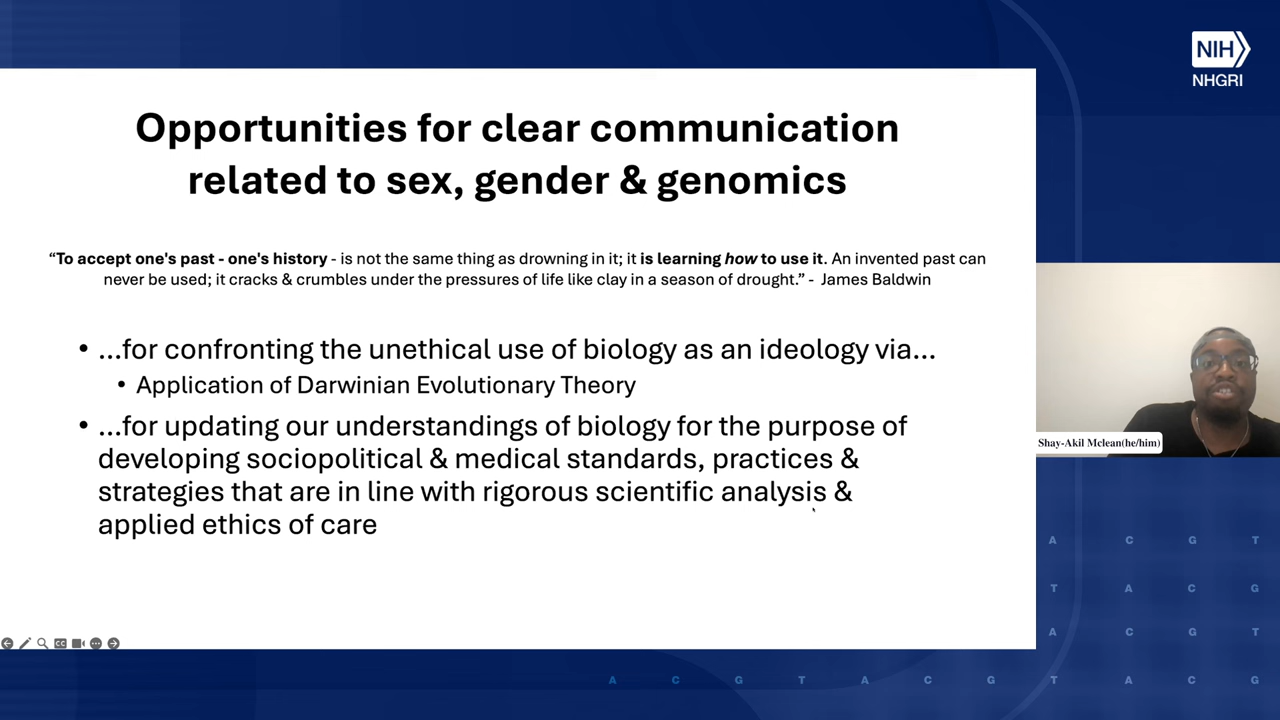 NIH
NHGRI
Opportunities for clear communication
related to sex, gender & genomics
“To accept one's past - one's history - is not the same thing as drowning in it; it is learning how to use it. An invented past can
never be used; it cracks & crumbles under the pressures of life like clay in a season of drought.” - James Baldwin
• ...for confronting the unethical use of biology as an ideology via...
• Application of Darwinian Evolutionary Theory
• ...for updating our understandings of biology for the purpose of
developing sociopolitical & medical standards, practices &
strategies that are in line with rigorous scientific analysis &
applied ethics of care
Shay-Akil Mclean(he/him)
CC
A C G T
T A C G
A C G T
A C G T A C G T A C G